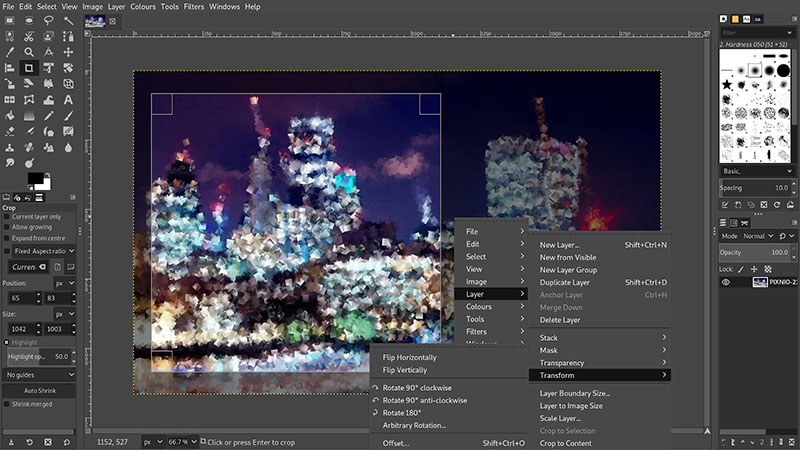 File Edit Select View Image Layer Colours Tools Filters Windows Help
filter
2. Hardness 050 (51 × 51)
Basic,
Spacing 10.0
Mode Normal
Opacity 100.0
Lock:
PIXNIO-2
Crop
Current layer only
Allow growing
Expand from centre
Fixed Aspect ratio
Curren
Position: px
65 83
Size: px
1042 1003
Highlight
Highlight op... 50.0
No guides
Auto Shrink
Shrink merged
File
Edit
Select
View
Image
Layer
Colours
Tools
Filters
New Layer... Shift+Ctrl+N
New from Visible
New Layer Group
Duplicate Layer Shift+Ctrl+D
Anchor Layer Ctrl+H
Merge Down
Delete Layer
Stack
Mask
Transparency
Transform
Layer Boundary Size...
Layer to Image Size
Scale Layer...
Crop to Selection
Crop to Content
Flip Horizontally
Flip Vertically
Rotate 90° clockwise
Rotate 90° anti-clockwise
Rotate 180°
Arbitrary Rotation...
Offset... Shift+Ctrl+O
1152, 527 px 66.7 % Click or press Enter to crop